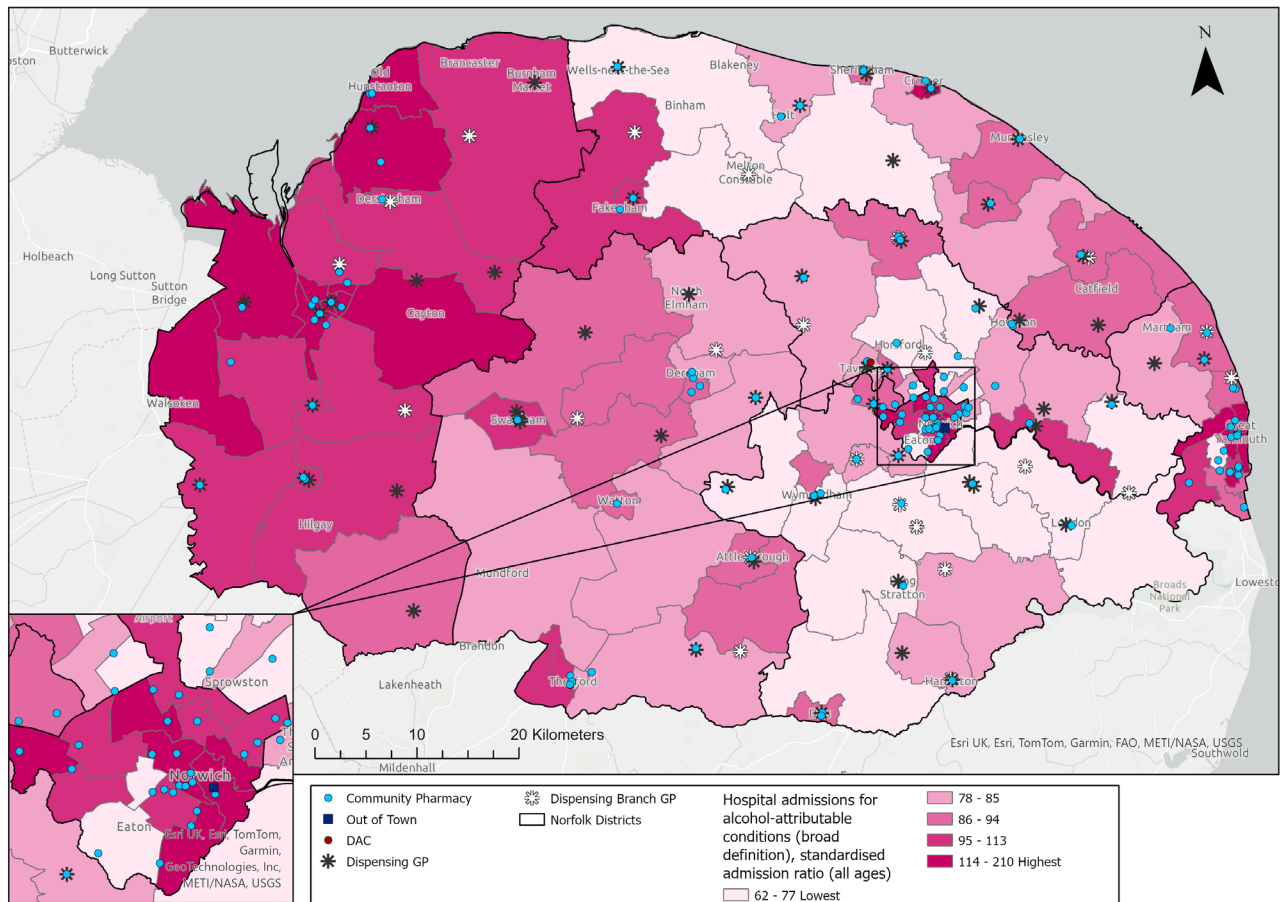 N
Butterwick
Old
Hunstanton
Brancaster
Burnham
Market
Wells-next-the-Sea
Blakeney
Sheringham
Cromer
Binham
Holt
Mundesley
Melton
Constable
Dersingham
Fakenham
Holbeach
Long Sutton
Sutton
Bridge
Catfield
North
Elmham
Gayton
Hoveton
Martham
Horsford
Dereham
Taverham
Walsoken
Swaffham
Norwich
Eaton
Great
Yarmouth
Watton
Wymondham
Loddon
Hilgay
Attleborough
Mundford
Long
Stratton
Broads
National
Park
Lowestoft
Brandon
Lakenheath
Thetford
Harleston
Diss
0 5 10 20 Kilometers
Mildenhall
Esri UK, Esri, TomTom, Garmin, FAO, METI/NASA, USGS
Southwold
Airport
Sprowston
Norwich
Eaton
Esri UK, Esri, TomTom,
Garmin,
GeoTechnologies, Inc,
METI/NASA, USGS
Community Pharmacy
Out of Town
DAC
Dispensing GP
Dispensing Branch GP
Norfolk Districts
Hospital admissions for
alcohol-attributable
conditions (broad
definition), standardised
admission ratio (all ages)
62 - 77 Lowest
78 - 85
86 - 94
95 - 113
114 - 210 Highest